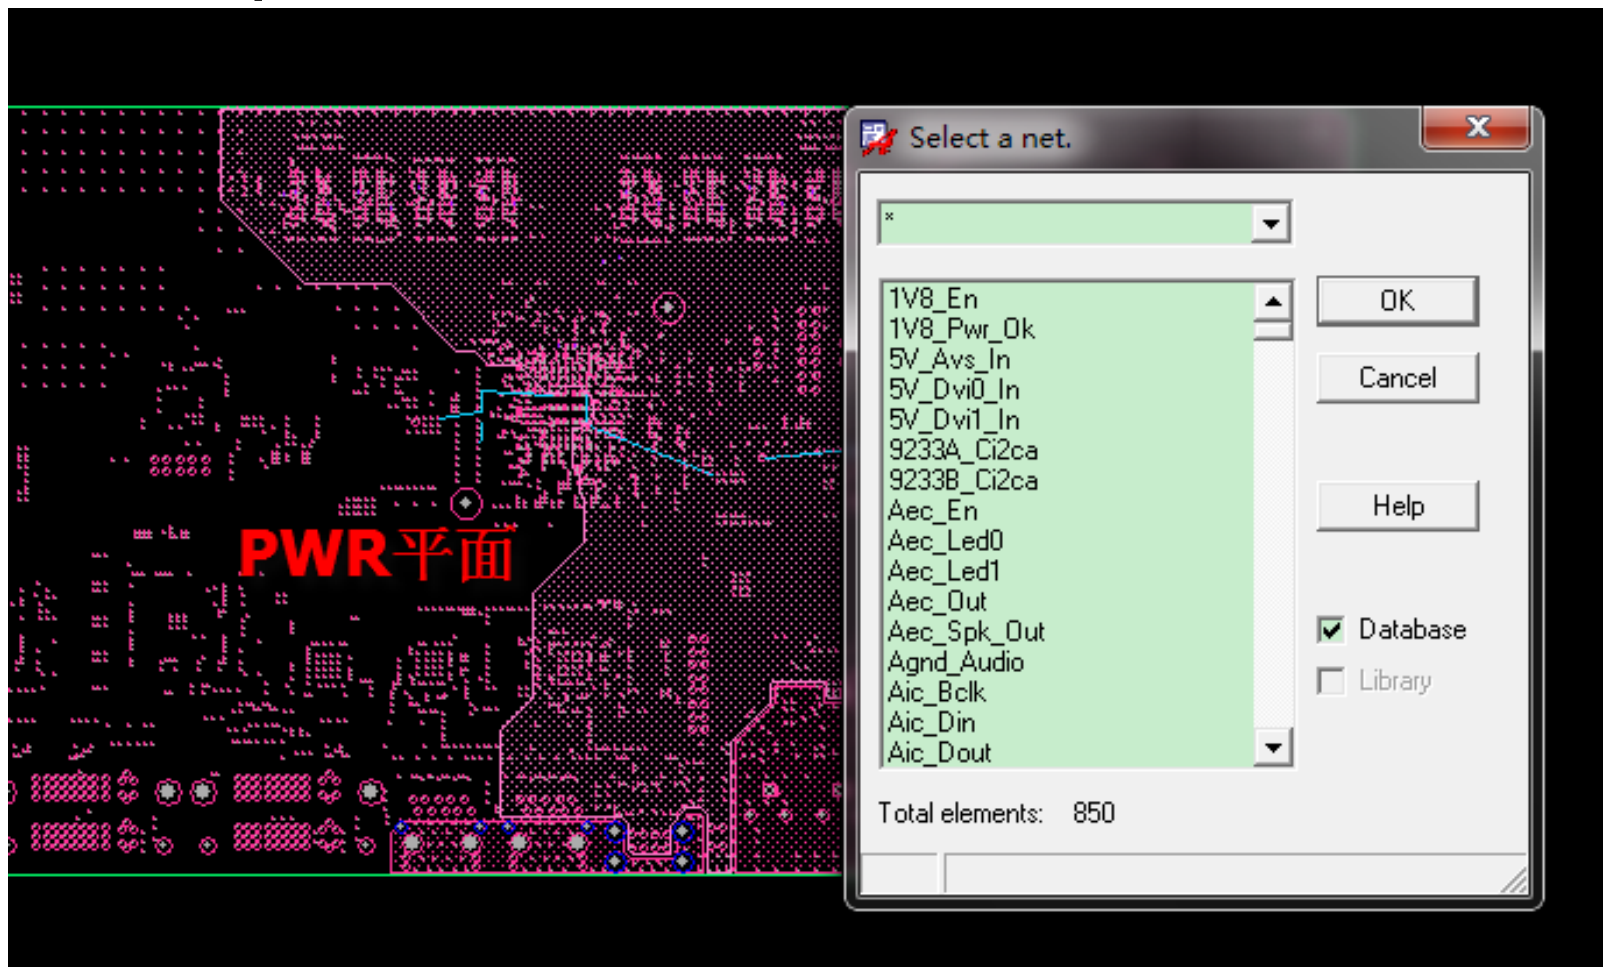 Select a net.
*
1V8_En
1V8_Pwr_Ok
5V_Avs_In
5V_Dvi0_In
5V_Dvi1_In
9233A_Ci2ca
9233B_Ci2ca
Aec_En
Aec_Led0
Aec_Led1
Aec_Out
Aec_Spk_Out
Agnd_Audio
Aic_Bclk
Aic_Din
Aic_Dout
OK
Cancel
Help
Database
Library
Total elements: 850
PWR平面